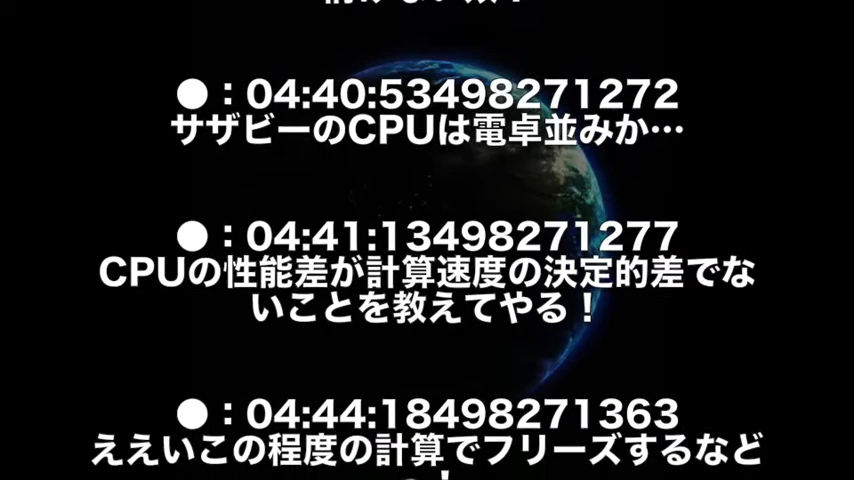 ●：04:40:53498271272
サザビーのCPUは電卓並みか…
●：04:41:13498271277
CPUの性能差が計算速度の決定的差でな
いことを教えてやる！
●：04:44:18498271363
ええいこの程度の計算でフリーズするなど